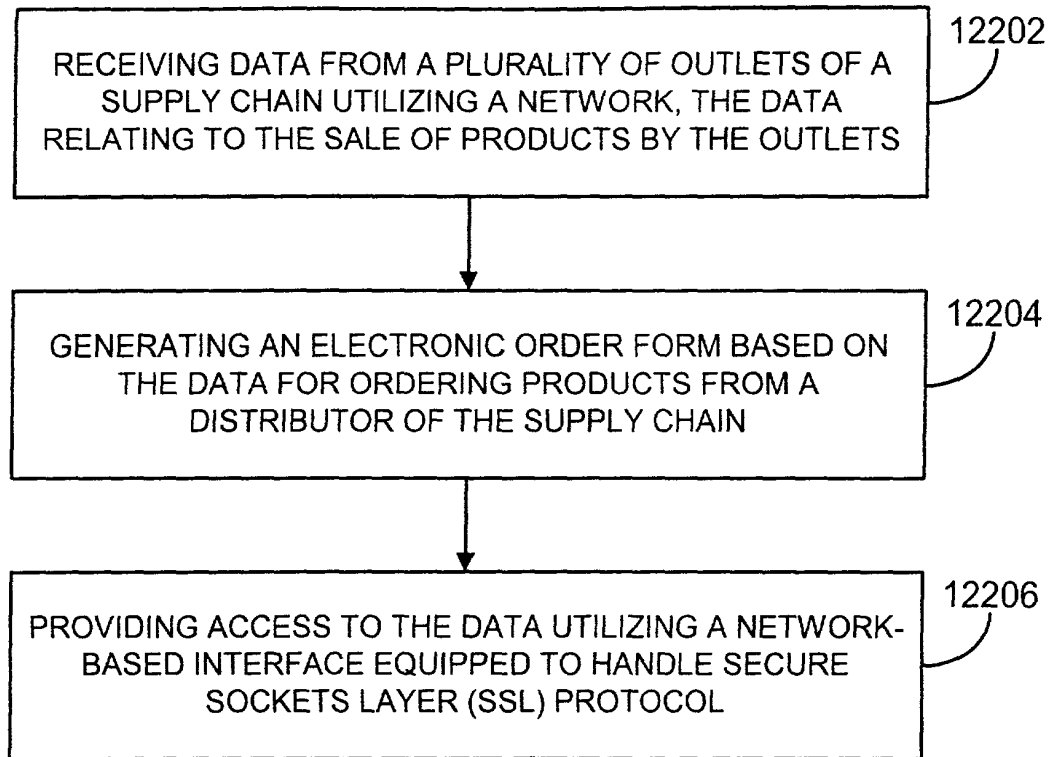 12202
RECEIVING DATA FROM A PLURALITY OF OUTLETS OF A
SUPPLY CHAIN UTILIZING A NETWORK, THE DATA
RELATING TO THE SALE OF PRODUCTS BY THE OUTLETS
12204
GENERATING AN ELECTRONIC ORDER FORM BASED ON
THE DATA FOR ORDERING PRODUCTS FROM A
DISTRIBUTOR OF THE SUPPLY CHAIN
12206
PROVIDING ACCESS TO THE DATA UTILIZING A NETWORK-
BASED INTERFACE EQUIPPED TO HANDLE SECURE
SOCKETS LAYER (SSL) PROTOCOL